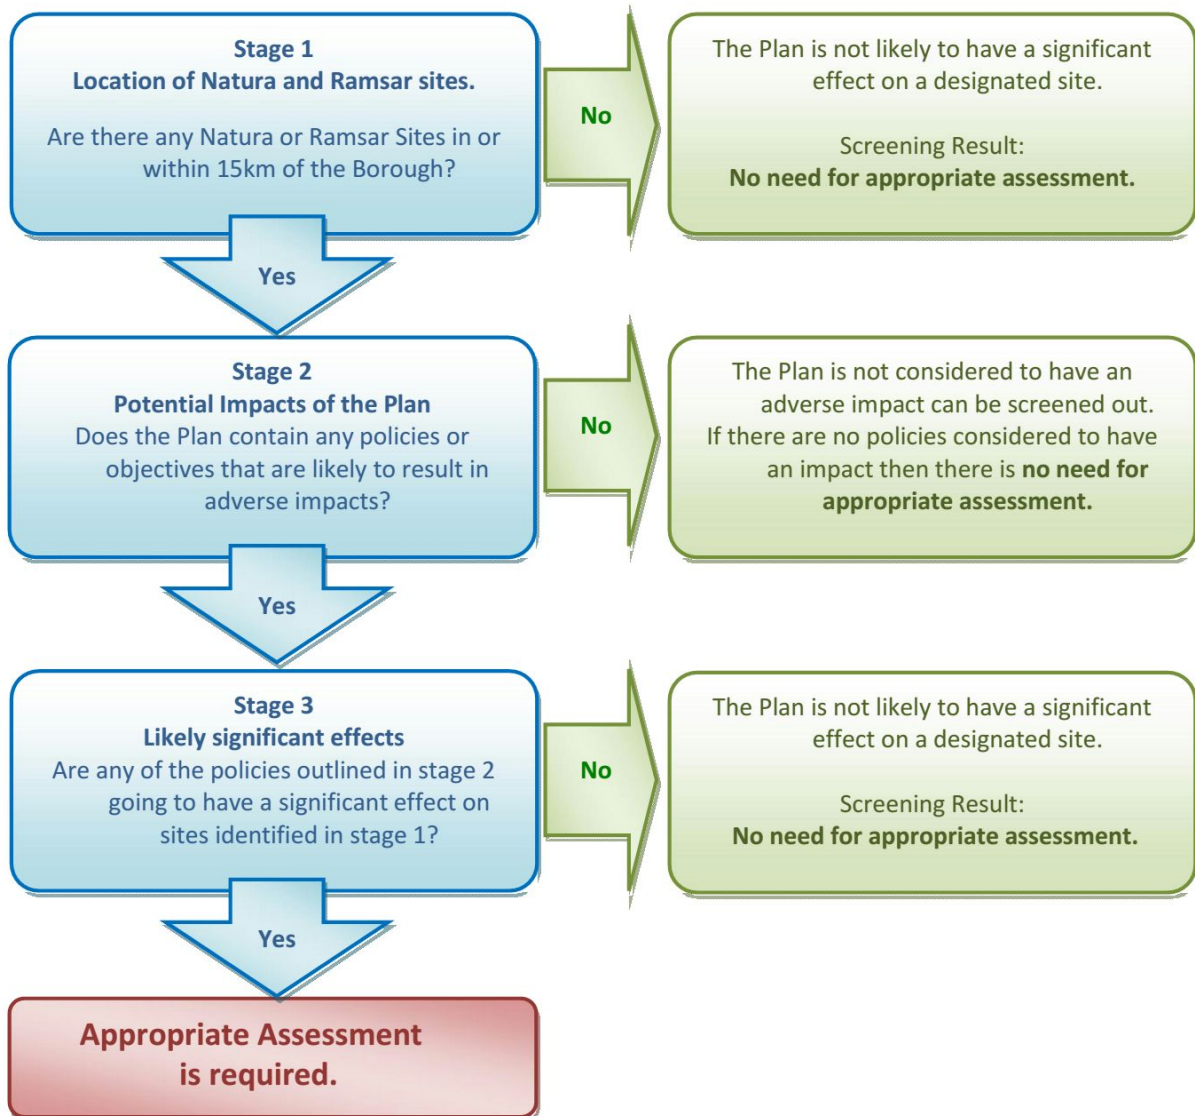 Stage 1
Location of Natura and Ramsar sites.
Are there any Natura or Ramsar Sites in or
within 15km of the Borough?
No
The Plan is not likely to have a significant
effect on a designated site.
Screening Result:
No need for appropriate assessment.
Yes
Stage 2
Potential Impacts of the Plan
Does the Plan contain any policies or
objectives that are likely to result in
adverse impacts?
No
The Plan is not considered to have an
adverse impact can be screened out.
If there are no policies considered to have
an impact then there is no need for
appropriate assessment.
Yes
Stage 3
Likely significant effects
Are any of the policies outlined in stage 2
going to have a significant effect on
sites identified in stage 1?
No
The Plan is not likely to have a significant
effect on a designated site.
Screening Result:
No need for appropriate assessment.
Yes
Appropriate Assessment
is required.